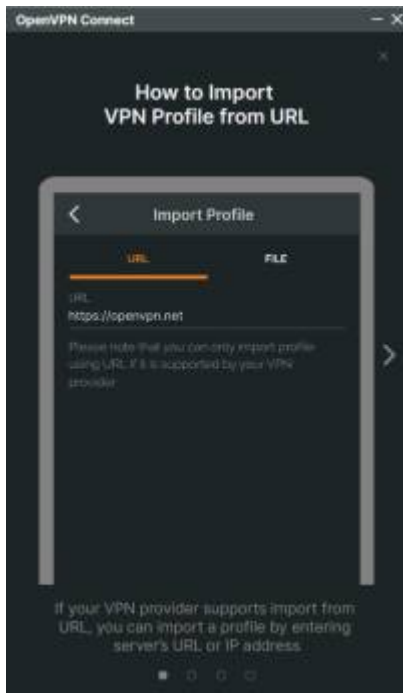 OpenVPN Connect
How to Import
VPN Profile from URL
Import Profile
URL
FILE
URL
https://openvpn.net
Please note that you can only import profile
using URL if it is supported by your VPN
provider
If your VPN provider supports import from
URL, you can import a profile by entering
server's URL or IP address